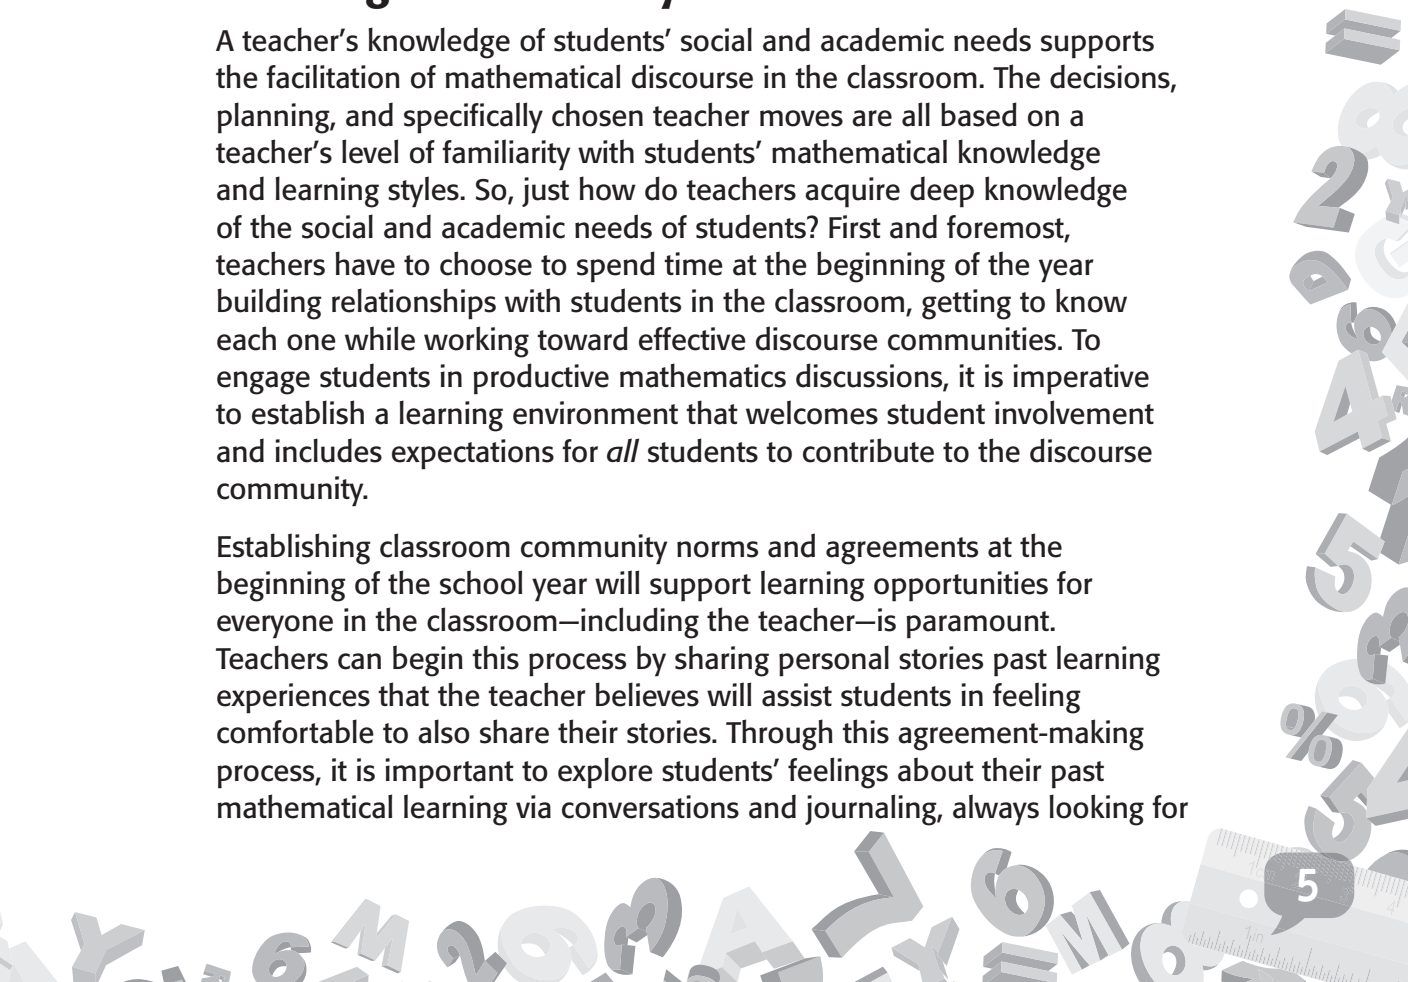 A teacher’s knowledge of students’ social and academic needs supports
the facilitation of mathematical discourse in the classroom. The decisions,
planning, and specifically chosen teacher moves are all based on a
teacher’s level of familiarity with students’ mathematical knowledge
and learning styles. So, just how do teachers acquire deep knowledge
of the social and academic needs of students? First and foremost,
teachers have to choose to spend time at the beginning of the year
building relationships with students in the classroom, getting to know
each one while working toward effective discourse communities. To
engage students in productive mathematics discussions, it is imperative
to establish a learning environment that welcomes student involvement
and includes expectations for all students to contribute to the discourse
community.
Establishing classroom community norms and agreements at the
beginning of the school year will support learning opportunities for
everyone in the classroom—including the teacher—is paramount.
Teachers can begin this process by sharing personal stories past learning
experiences that the teacher believes will assist students in feeling
comfortable to also share their stories. Through this agreement-making
process, it is important to explore students’ feelings about their past
mathematical learning via conversations and journaling, always looking for
5